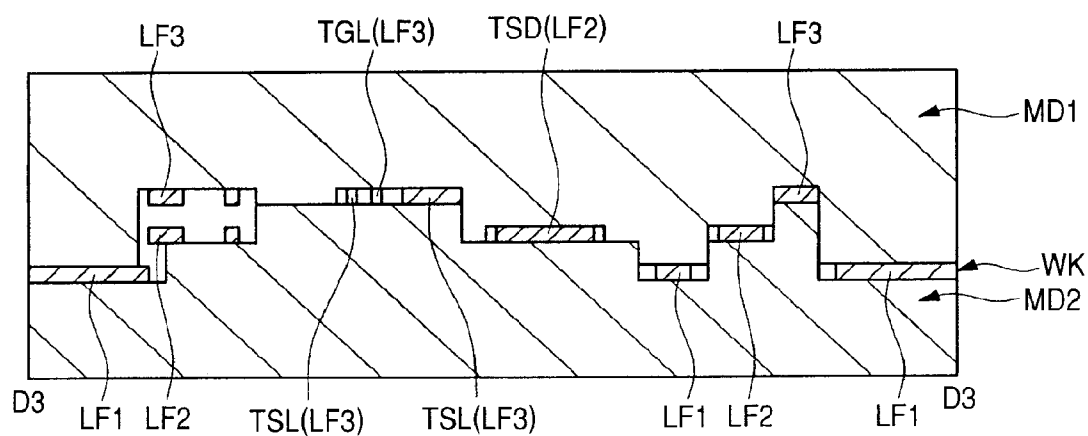 LF3 TGL(LF3) TSD(LF2) LF3
MD1
WK
MD2
D3 LF1 LF2 TSL(LF3) TSL(LF3) LF1 LF2 LF1 D3